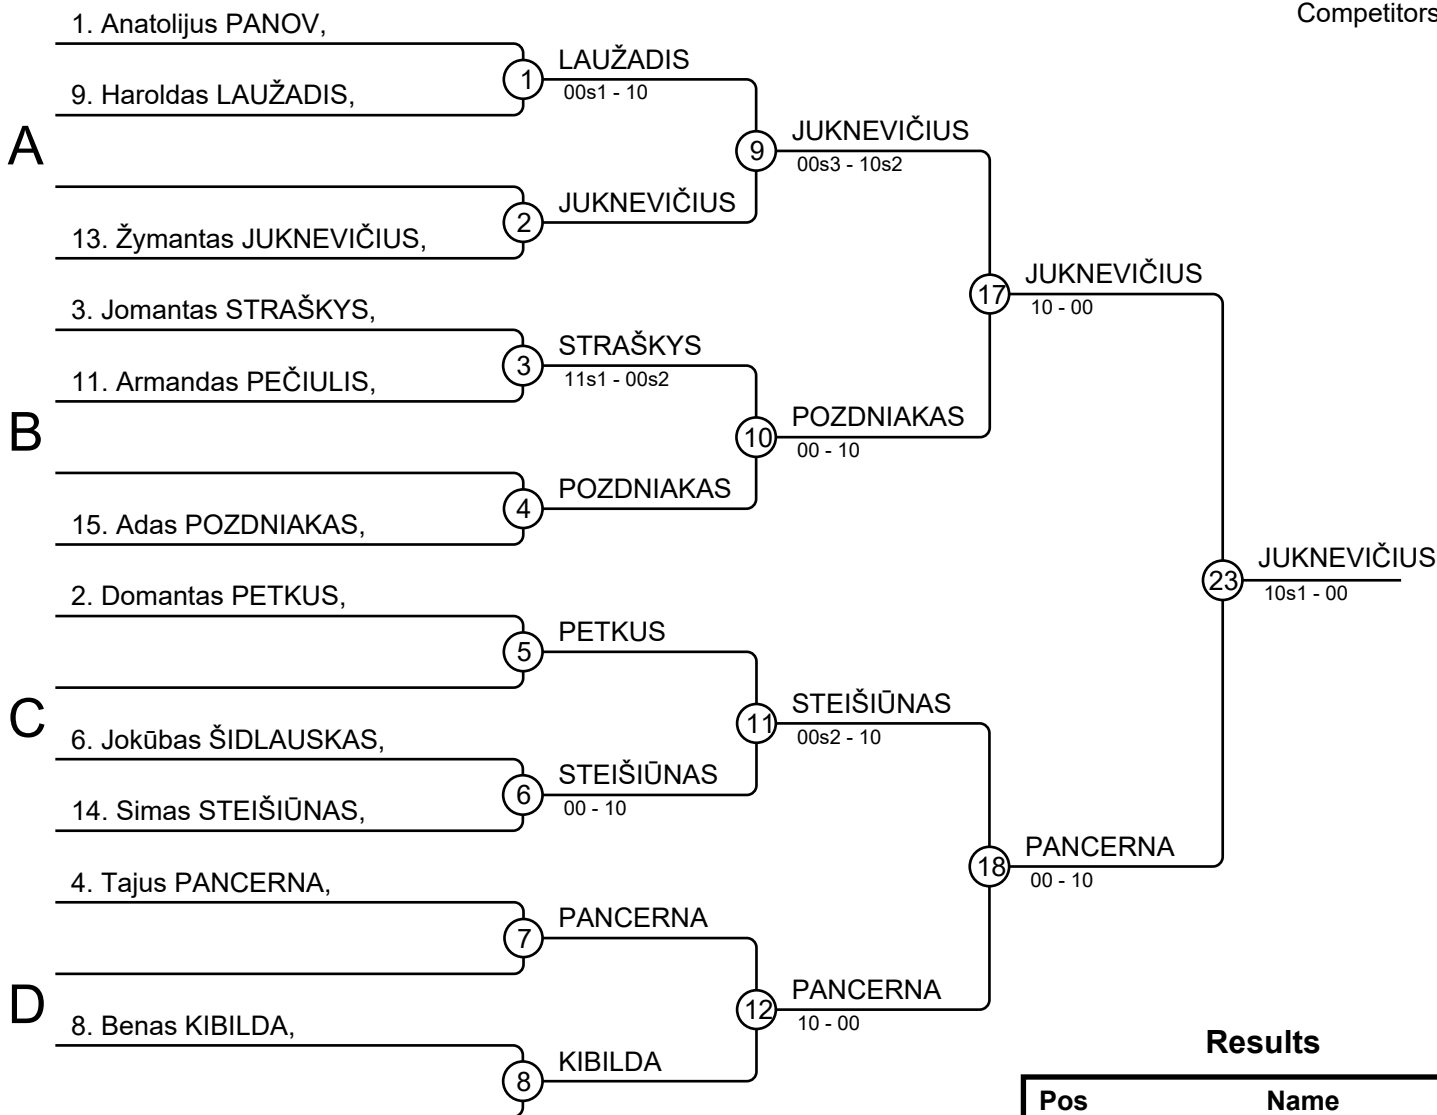 Competitors
1. Anatolijus PANOV,
9. Haroldas LAUŽADIS,
A
13. Žymantas JUKNEVIČIUS,
3. Jomantas STRAŠKYS,
11. Armandas PEČIULIS,
B
15. Adas POZDNIAKAS,
2. Domantas PETKUS,
C
6. Jokūbas ŠIDLAUSKAS,
14. Simas STEIŠIŪNAS,
4. Tajus PANCERNA,
D
8. Benas KIBILDA,
1
LAUŽADIS
00s1 - 10
2
JUKNEVIČIUS
3
STRAŠKYS
11s1 - 00s2
4
POZDNIAKAS
5
PETKUS
6
STEIŠIŪNAS
00 - 10
7
PANCERNA
8
KIBILDA
9
JUKNEVIČIUS
00s3 - 10s2
10
POZDNIAKAS
00 - 10
11
STEIŠIŪNAS
00s2 - 10
12
PANCERNA
10 - 00
17
JUKNEVIČIUS
10 - 00
18
PANCERNA
00 - 10
23
JUKNEVIČIUS
10s1 - 00
Results
Pos Name